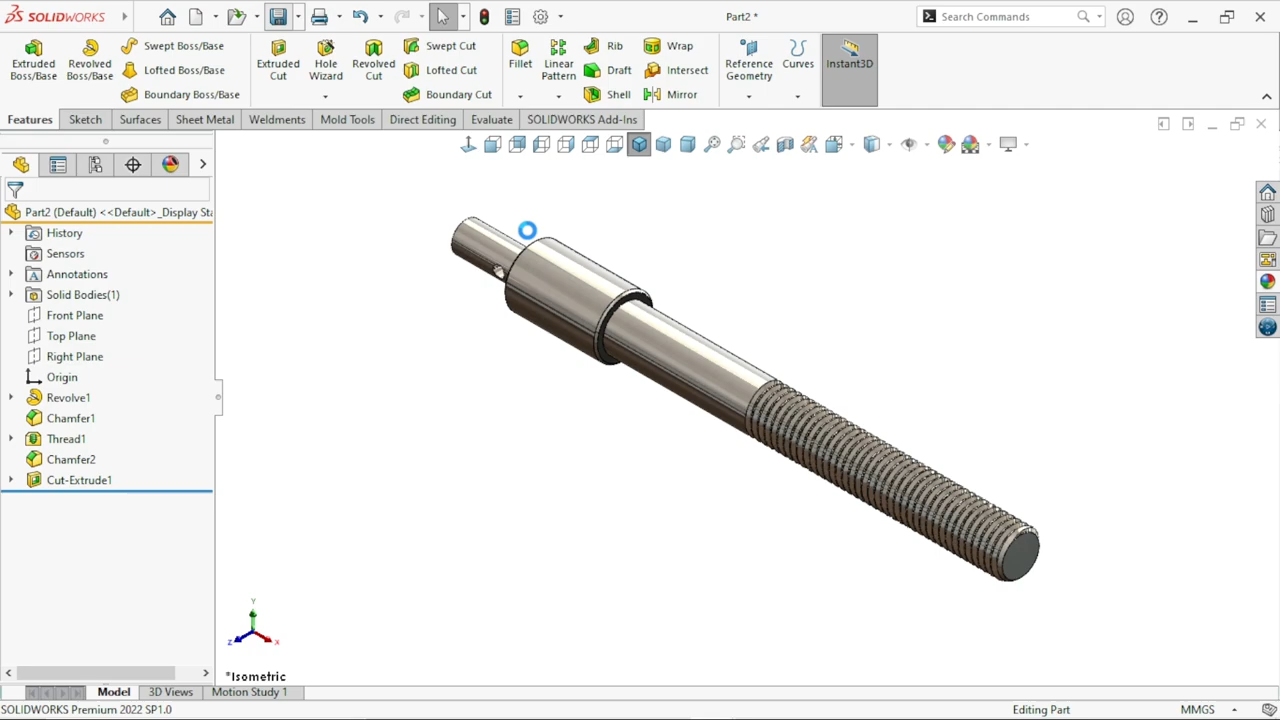 SOLIDWORKS
Part2 *
Search Commands
Extruded Boss/Base
Revolved Boss/Base
Swept Boss/Base
Lofted Boss/Base
Boundary Boss/Base
Extruded Cut
Hole Wizard
Revolved Cut
Swept Cut
Lofted Cut
Boundary Cut
Fillet
Linear Pattern
Rib
Draft
Shell
Wrap
Intersect
Mirror
Reference Geometry
Curves
Instant3D
Features
Sketch
Surfaces
Sheet Metal
Weldments
Mold Tools
Direct Editing
Evaluate
SOLIDWORKS Add-Ins
Part2 (Default) <<Default>_Display Sta
History
Sensors
Annotations
Solid Bodies(1)
Front Plane
Top Plane
Right Plane
Origin
Revolve1
Chamfer1
Thread1
Chamfer2
Cut-Extrude1
Y
Z
X
*Isometric
Model
3D Views
Motion Study 1
SOLIDWORKS Premium 2022 SP1.0
Editing Part
MMGS